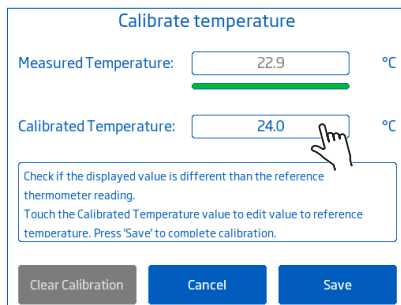 Calibrate temperature
Measured Temperature: 22.9 °C
Calibrated Temperature: 24.0 °C
Check if the displayed value is different than the reference
thermometer reading.
Touch the Calibrated Temperature value to edit value to reference
temperature. Press 'Save' to complete calibration.
Clear Calibration Cancel Save